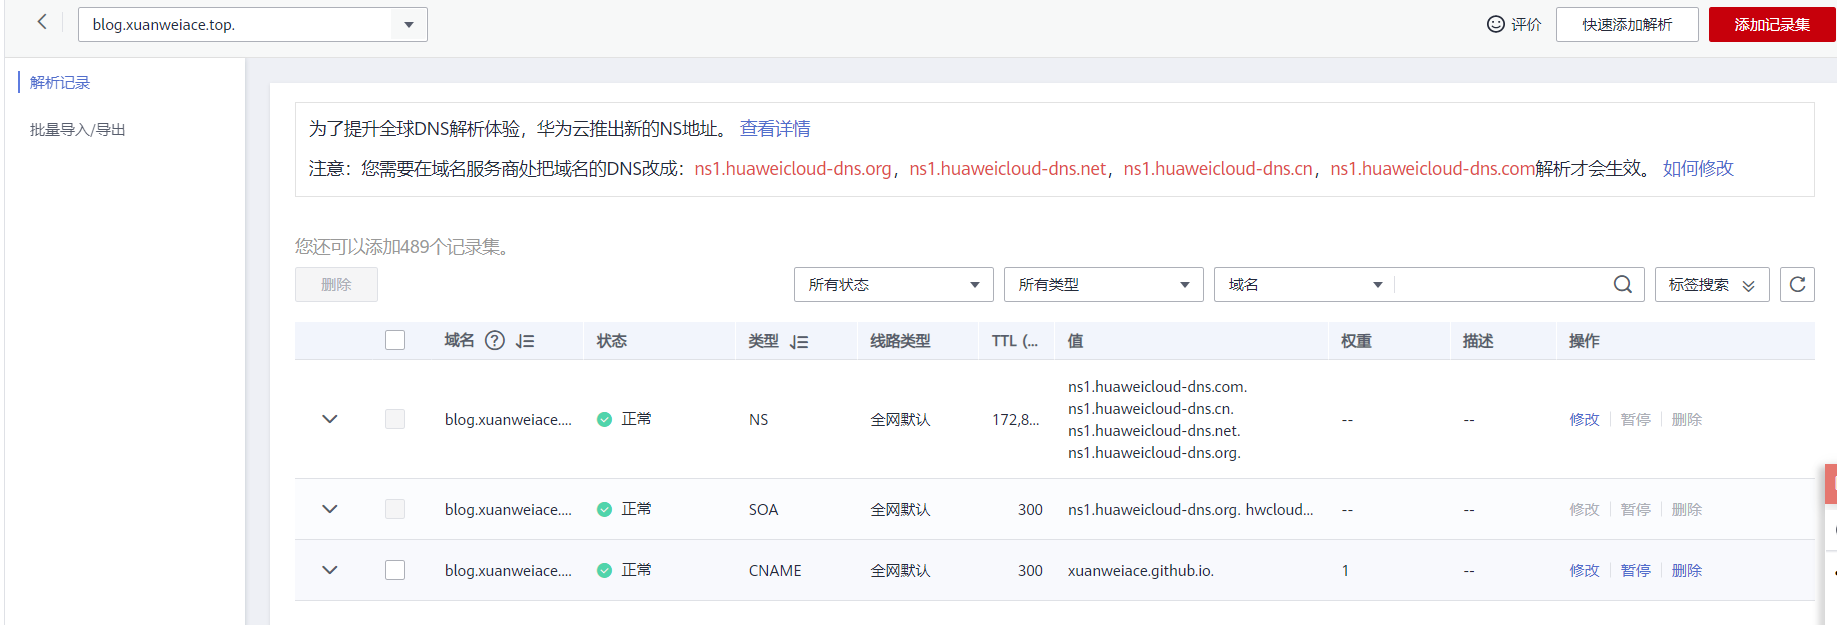 blog.xuanweiace.top.
评价
快速添加解析
添加记录集
解析记录
批量导入/导出
为了提升全球DNS解析体验，华为云推出新的NS地址。 查看详情
注意：您需要在域名服务商处把域名的DNS改成：ns1.huaweicloud-dns.org，ns1.huaweicloud-dns.net，ns1.huaweicloud-dns.cn，ns1.huaweicloud-dns.com解析才会生效。 如何修改
您还可以添加489个记录集。
删除
所有状态
所有类型
域名
标签搜索
域名 状态 类型 线路类型 TTL (... 值 权重 描述 操作
blog.xuanweiace.... 正常 NS 全网默认 172,8... ns1.huaweicloud-dns.com.
ns1.huaweicloud-dns.cn.
ns1.huaweicloud-dns.net.
ns1.huaweicloud-dns.org.
-- -- 修改 暂停 删除
blog.xuanweiace.... 正常 SOA 全网默认 300 ns1.huaweicloud-dns.org. hwcloud... -- -- 修改 暂停 删除
blog.xuanweiace.... 正常 CNAME 全网默认 300 xuanweiace.github.io. 1 -- 修改 暂停 删除